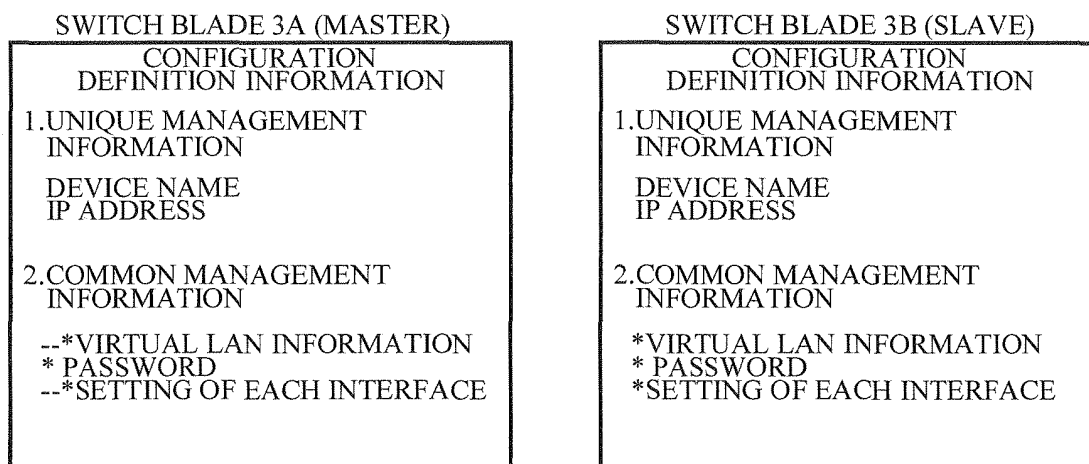 SWITCH BLADE 3A (MASTER)
CONFIGURATION
DEFINITION INFORMATION
1.UNIQUE MANAGEMENT
INFORMATION
DEVICE NAME
IP ADDRESS
2.COMMON MANAGEMENT
INFORMATION
--*VIRTUAL LAN INFORMATION
* PASSWORD
--*SETTING OF EACH INTERFACE
SWITCH BLADE 3B (SLAVE)
CONFIGURATION
DEFINITION INFORMATION
1.UNIQUE MANAGEMENT
INFORMATION
DEVICE NAME
IP ADDRESS
2.COMMON MANAGEMENT
INFORMATION
*VIRTUAL LAN INFORMATION
* PASSWORD
*SETTING OF EACH INTERFACE